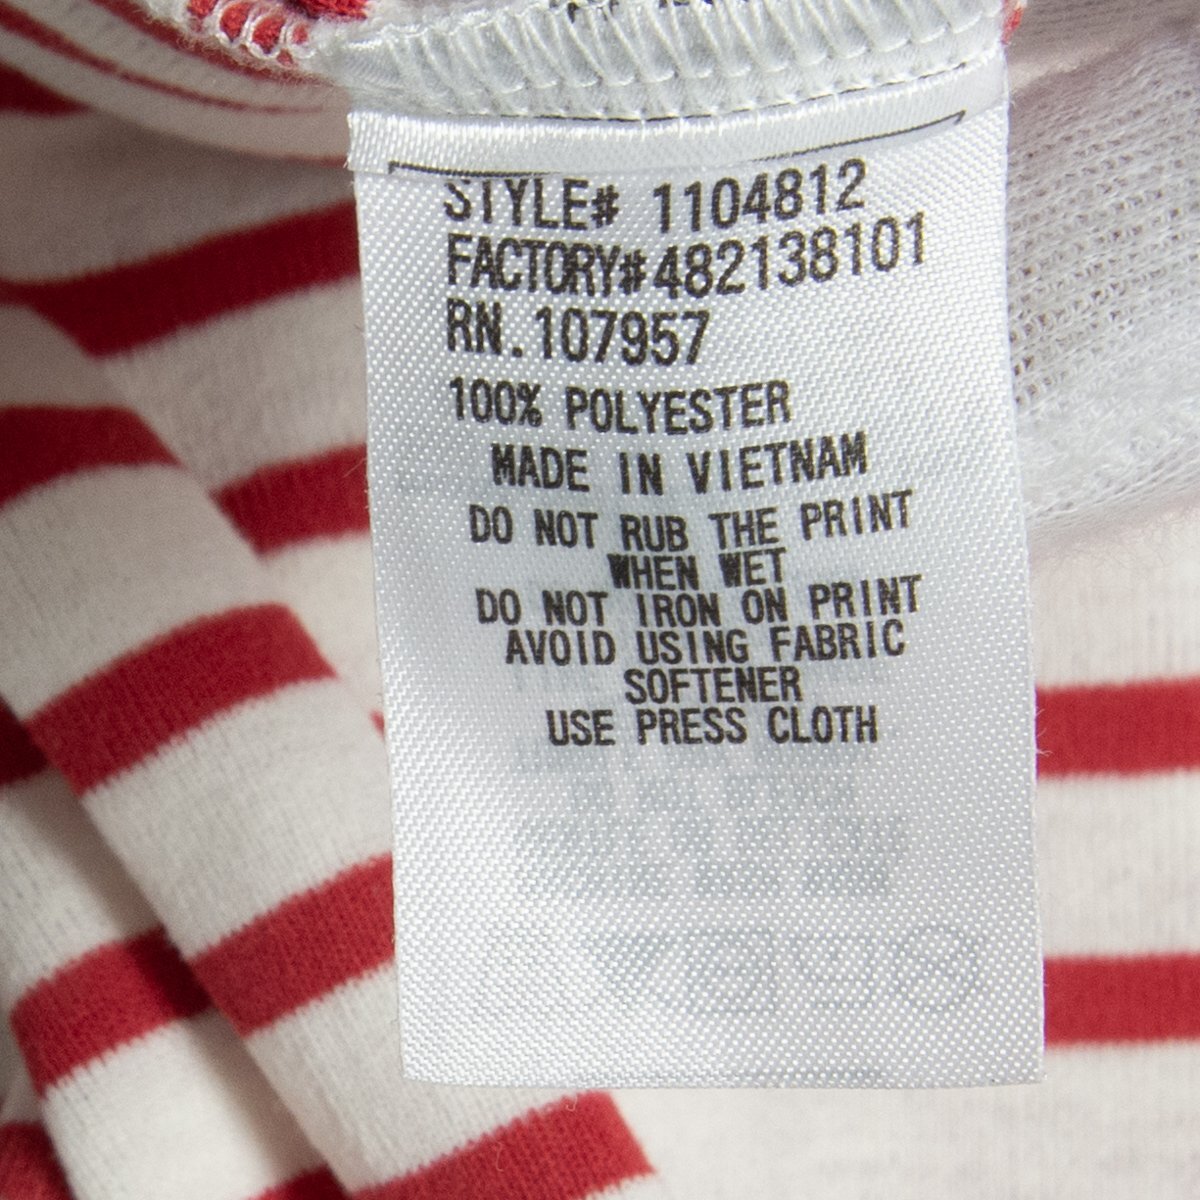 STYLE# 1104812
FACTORY#482138101
RN.107957
100% POLYESTER
MADE IN VIETNAM
DO NOT RUB THE PRINT
WHEN WET
DO NOT IRON ON PRINT
AVOID USING FABRIC
SOFTENER
USE PRESS CLOTH